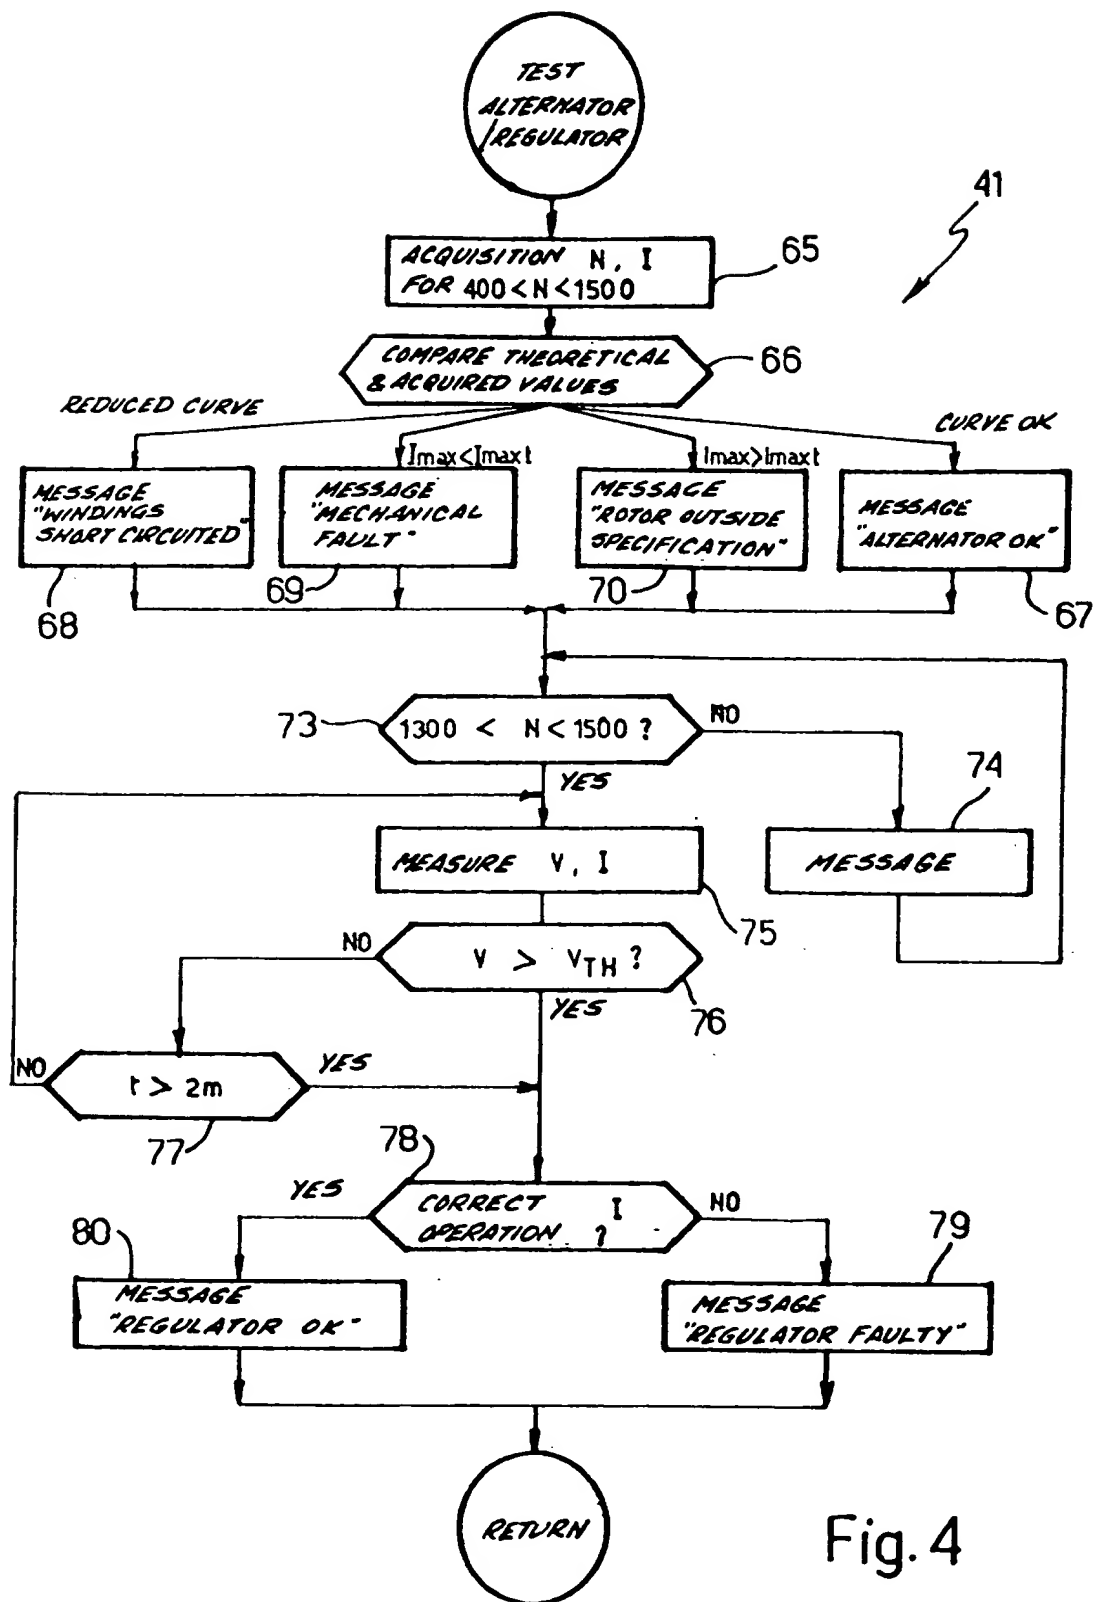 TEST
ALTERNATOR
/REGULATOR
41
ACQUISITION N, I
FOR 400<N<1500
65
COMPARE THEORETICAL
& ACQUIRED VALUES
66
REDUCED CURVE
Imax<Imaxt
Imax>Imaxt
CURVE OK
MESSAGE
"WINDINGS
SHORT CIRCUITED"
68
MESSAGE
"MECHANICAL
FAULT"
69
MESSAGE
"ROTOR OUTSIDE
SPECIFICATION"
70
MESSAGE
"ALTERNATOR OK"
67
73
1300 < N<1500 ?
NO
YES
74
MESSAGE
MEASURE V, I
75
NO
V > VTH ?
76
YES
NO
t > 2m
YES
77
78
YES
CORRECT I
OPERATION ?
NO
80
MESSAGE
"REGULATOR OK"
79
MESSAGE
"REGULATOR FAULTY"
RETURN
Fig. 4